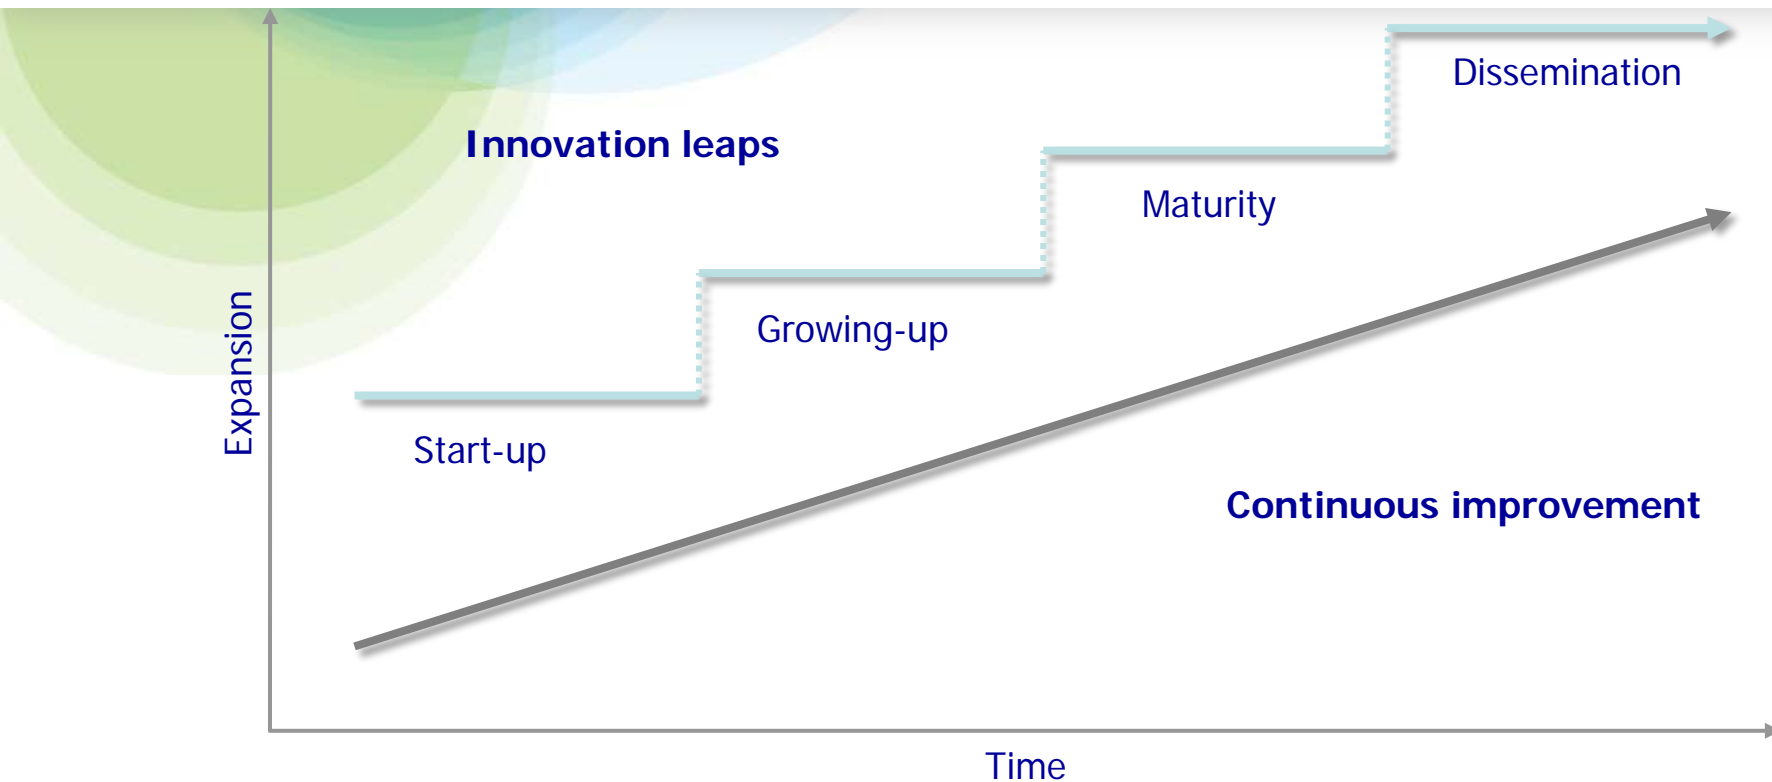 Dissemination
Innovation leaps
Maturity
Expansion
Growing-up
Start-up
Continuous improvement
Time